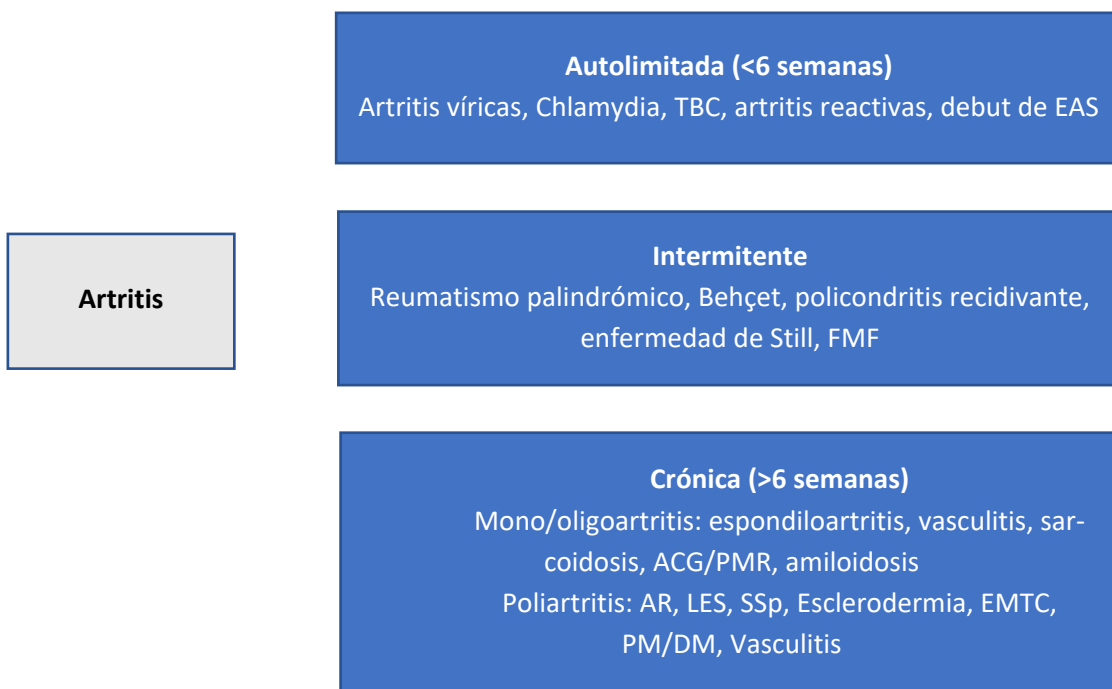 Autolimitada (<6 semanas)
Artritis víricas, Chlamydia, TBC, artritis reactivas, debut de EAS
Artritis
Intermitente
Reumatismo palindrómico, Behçet, policondritis recidivante,
enfermedad de Still, FMF
Crónica (>6 semanas)
Mono/oligoartritis: espondiloartritis, vasculitis, sar-
coidosis, ACG/PMR, amiloidosis
Poliartritis: AR, LES, SSp, Esclerodermia, EMTC,
PM/DM, Vasculitis